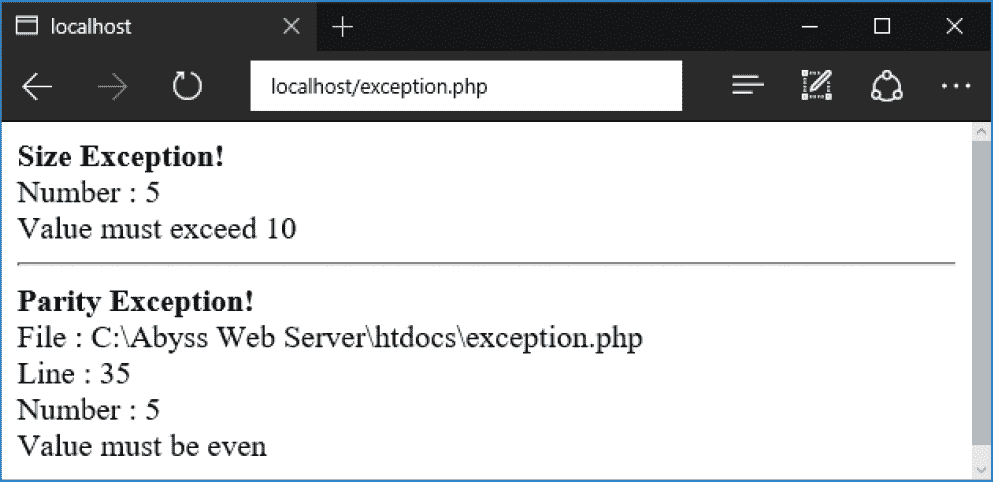 localhost
localhost/exception.php
Size Exception!
Number : 5
Value must exceed 10
Parity Exception!
File : C:\Abyss Web Server\htdocs\exception.php
Line : 35
Number : 5
Value must be even